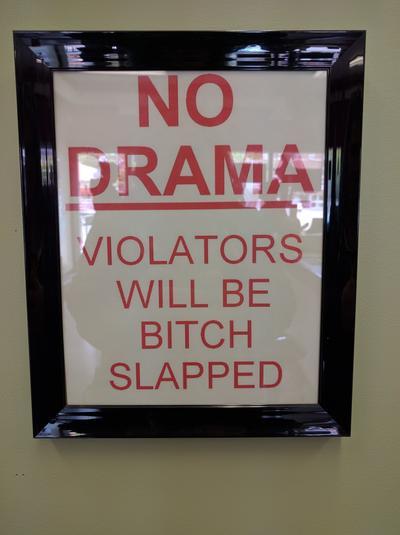 NO
DRAMA
VIOLATORS
WILL BE
BITCH
SLAPPED